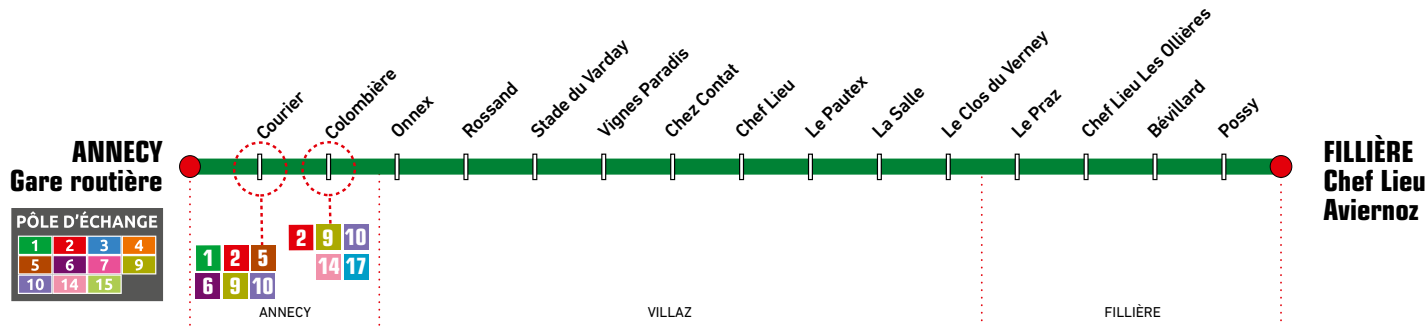 Courier
Colombière
Onnex
Rossand
Stade du Varday
Vignes Paradis
Chez Contat
Chef Lieu
Le Pautex
La Salle
Le Clos du Verney
Le Praz
Chef Lieu Les Ollières
Bévillard
Possy
ANNECY
Gare routière
FILLIÈRE
Chef Lieu
Aviernoz
PÔLE D'ÉCHANGE
1 2 3 4
5 6 7 9
10 14 15
1 2 5
6 9 10
2 9 10
14 17
ANNECY
VILLAZ
FILLIÈRE